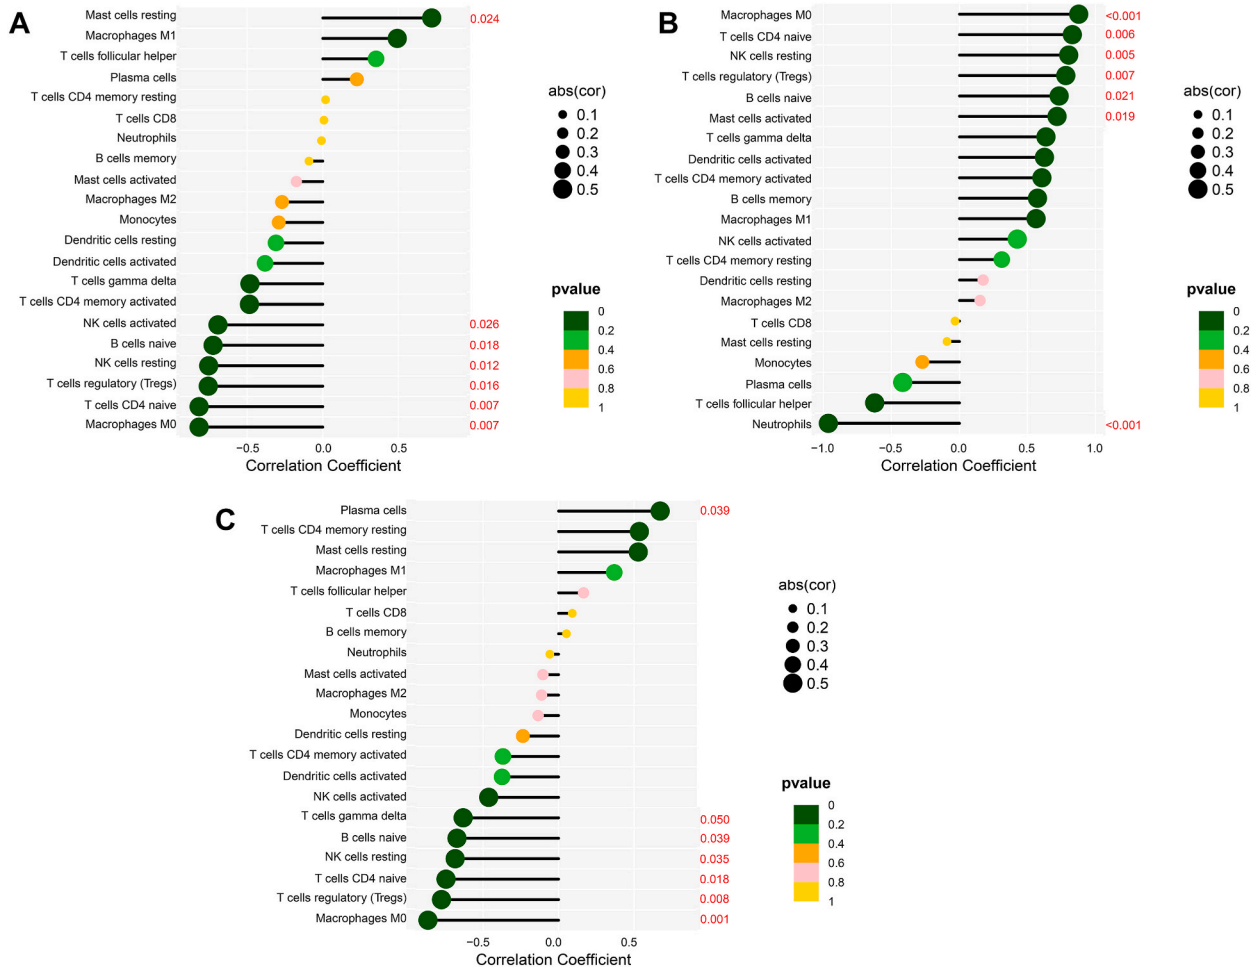 A
Mast cells resting 0.024
Macrophages M1
T cells follicular helper
Plasma cells
T cells CD4 memory resting
T cells CD8
Neutrophils
B cells memory
Mast cells activated
Macrophages M2
Monocytes
Dendritic cells resting
Dendritic cells activated
T cells gamma delta
T cells CD4 memory activated
NK cells activated 0.026
B cells naive 0.018
NK cells resting 0.012
T cells regulatory (Tregs) 0.016
T cells CD4 naive 0.007
Macrophages M0 0.007
−0.5 0.0 0.5
Correlation Coefficient
abs(cor)
0.1
0.2
0.3
0.4
0.5
pvalue
0
0.2
0.4
0.6
0.8
1
B
Macrophages M0 <0.001
T cells CD4 naive 0.006
NK cells resting 0.005
T cells regulatory (Tregs) 0.007
B cells naive 0.021
Mast cells activated 0.019
T cells gamma delta
Dendritic cells activated
T cells CD4 memory activated
B cells memory
Macrophages M1
NK cells activated
T cells CD4 memory resting
Dendritic cells resting
Macrophages M2
T cells CD8
Mast cells resting
Monocytes
Plasma cells
T cells follicular helper
Neutrophils <0.001
−1.0 −0.5 0.0 0.5 1.0
Correlation Coefficient
abs(cor)
0.1
0.2
0.3
0.4
0.5
pvalue
0
0.2
0.4
0.6
0.8
1
C
Plasma cells 0.039
T cells CD4 memory resting
Mast cells resting
Macrophages M1
T cells follicular helper
T cells CD8
B cells memory
Neutrophils
Mast cells activated
Macrophages M2
Monocytes
Dendritic cells resting
T cells CD4 memory activated
Dendritic cells activated
NK cells activated
T cells gamma delta 0.050
B cells naive 0.039
NK cells resting 0.035
T cells CD4 naive 0.018
T cells regulatory (Tregs) 0.008
Macrophages M0 0.001
−0.5 0.0 0.5
Correlation Coefficient
abs(cor)
0.1
0.2
0.3
0.4
0.5
pvalue
0
0.2
0.4
0.6
0.8
1